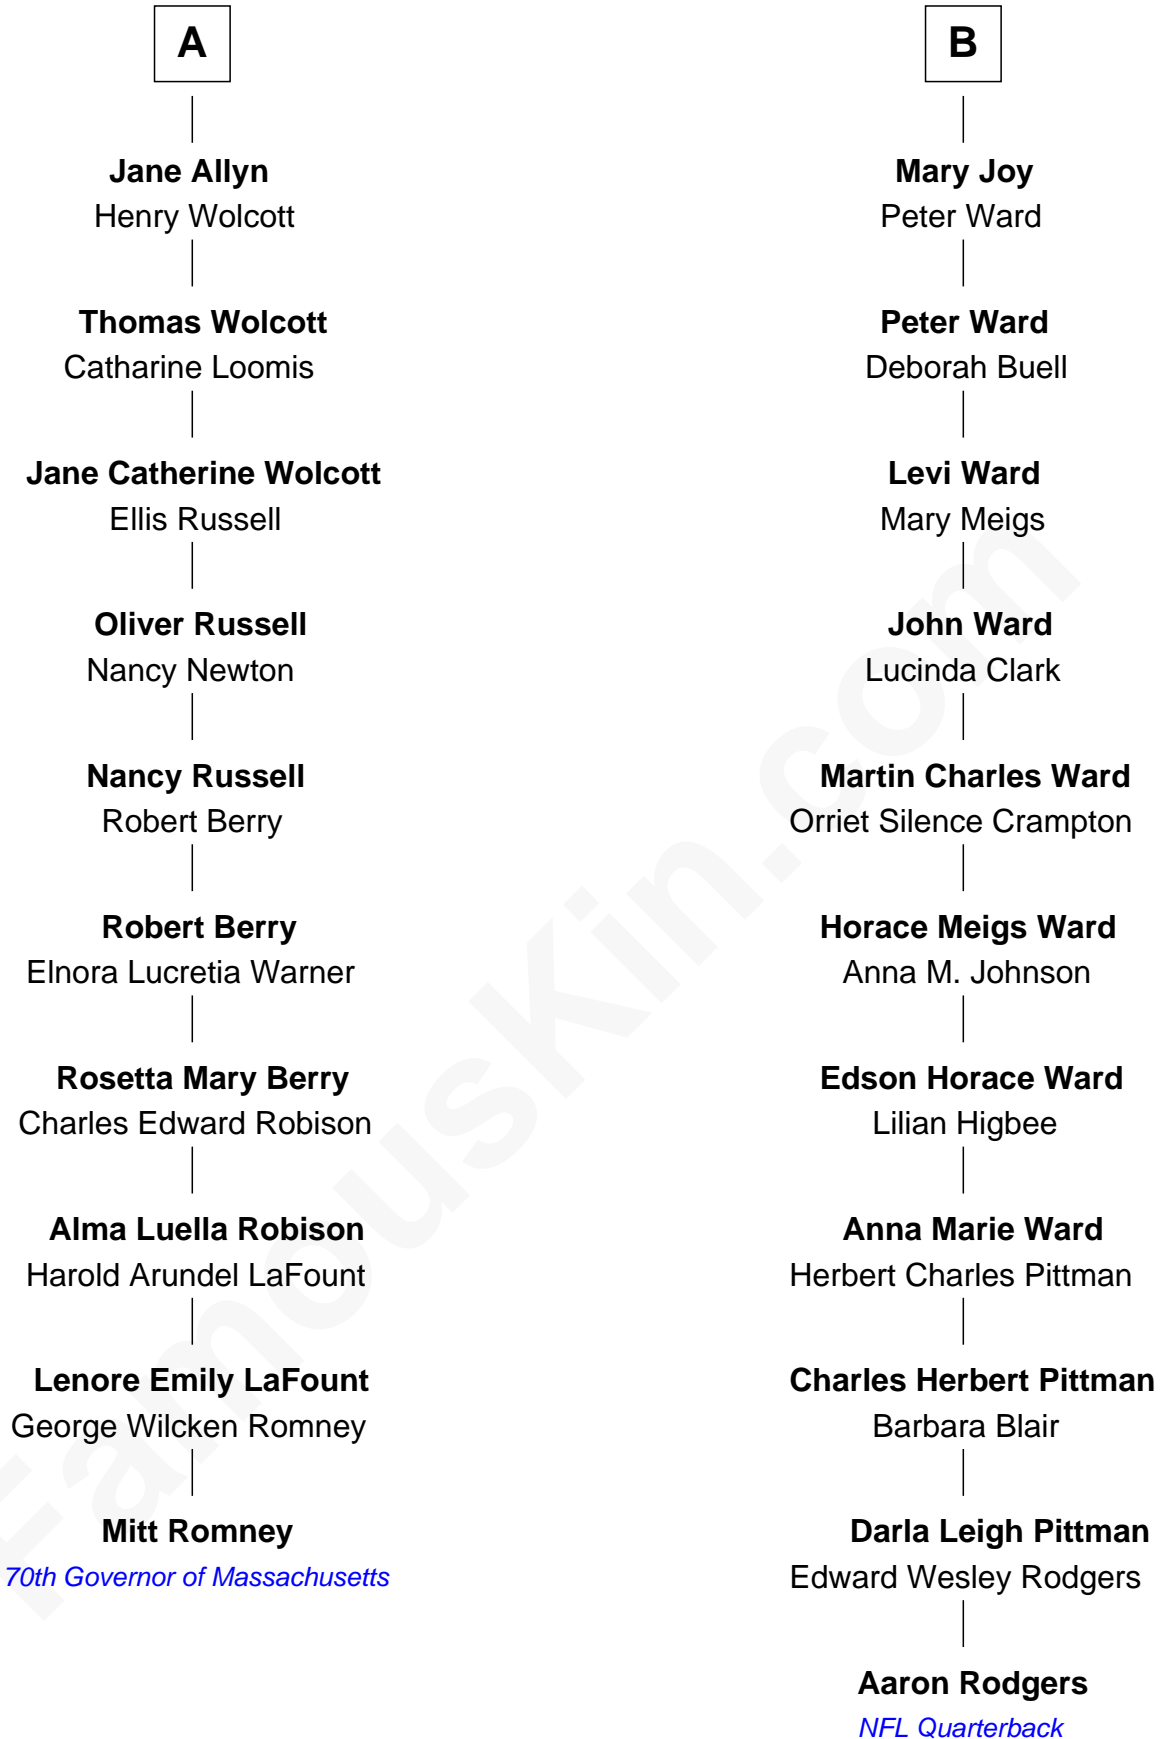 A
Jane Allyn
Henry Wolcott
Thomas Wolcott
Catharine Loomis
Jane Catherine Wolcott
Ellis Russell
Oliver Russell
Nancy Newton
Nancy Russell
Robert Berry
Robert Berry
Elnora Lucretia Warner
Rosetta Mary Berry
Charles Edward Robison
Alma Luella Robison
Harold Arundel LaFount
Lenore Emily LaFount
George Wilcken Romney
Mitt Romney
70th Governor of Massachusetts
B
Mary Joy
Peter Ward
Peter Ward
Deborah Buell
Levi Ward
Mary Meigs
John Ward
Lucinda Clark
Martin Charles Ward
Orriet Silence Crampton
Horace Meigs Ward
Anna M. Johnson
Edson Horace Ward
Lilian Higbee
Anna Marie Ward
Herbert Charles Pittman
Charles Herbert Pittman
Barbara Blair
Darla Leigh Pittman
Edward Wesley Rodgers
Aaron Rodgers
NFL Quarterback
FamousKin.com